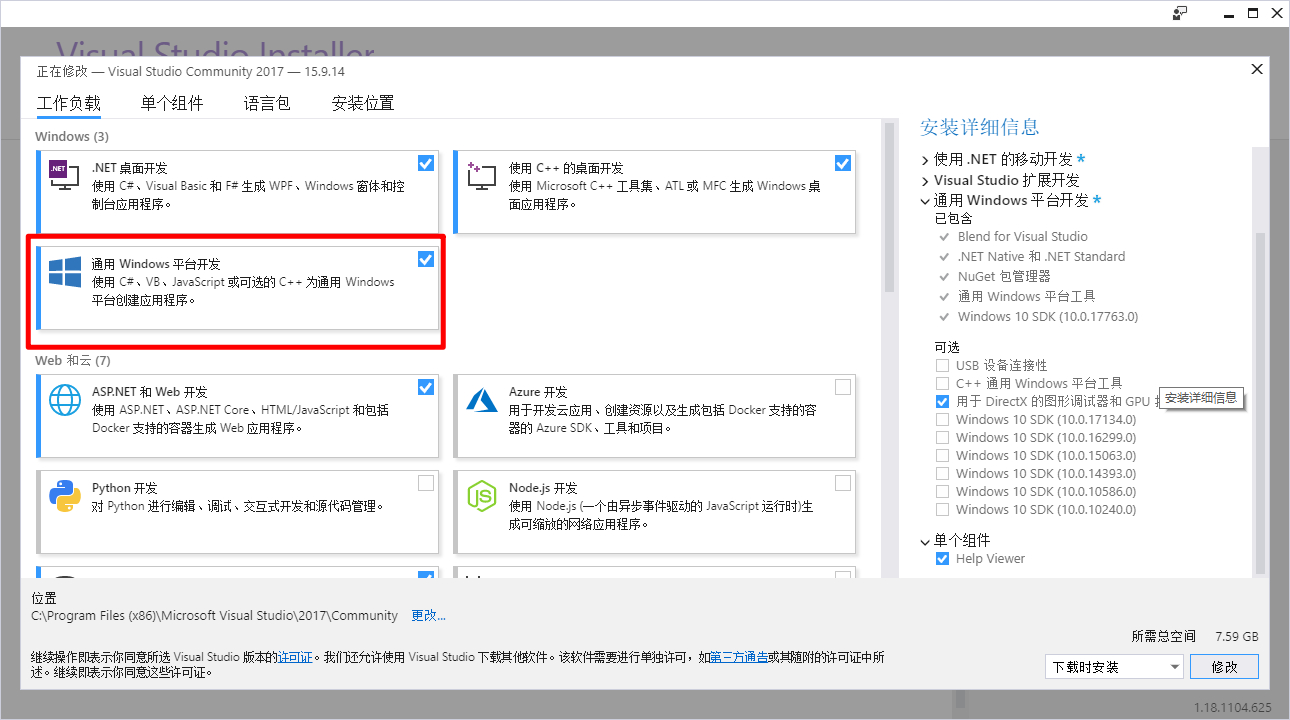 Visual Studio Installer
正在修改 — Visual Studio Community 2017 — 15.9.14
工作负载 单个组件 语言包 安装位置
Windows (3)
.NET
.NET 桌面开发
使用 C#、Visual Basic 和 F# 生成 WPF、Windows 窗体和控
制台应用程序。
使用 C++ 的桌面开发
使用 Microsoft C++ 工具集、ATL 或 MFC 生成 Windows 桌
面应用程序。
通用 Windows 平台开发
使用 C#、VB、JavaScript 或可选的 C++ 为通用 Windows
平台创建应用程序。
Web 和云 (7)
ASP.NET 和 Web 开发
使用 ASP.NET、ASP.NET Core、HTML/JavaScript 和包括
Docker 支持的容器生成 Web 应用程序。
Azure 开发
用于开发云应用、创建资源以及生成包括 Docker 支持的容
器的 Azure SDK、工具和项目。
Python 开发
对 Python 进行编辑、调试、交互式开发和源代码管理。
JS
Node.js 开发
使用 Node.js (一个由异步事件驱动的 JavaScript 运行时)生
成可缩放的网络应用程序。
安装详细信息
使用 .NET 的移动开发 *
Visual Studio 扩展开发
通用 Windows 平台开发 *
已包含
Blend for Visual Studio
.NET Native 和 .NET Standard
NuGet 包管理器
通用 Windows 平台工具
Windows 10 SDK (10.0.17763.0)
可选
USB 设备连接性
C++ 通用 Windows 平台工具
用于 DirectX 的图形调试器和 GPU
安装详细信息
Windows 10 SDK (10.0.17134.0)
Windows 10 SDK (10.0.16299.0)
Windows 10 SDK (10.0.15063.0)
Windows 10 SDK (10.0.14393.0)
Windows 10 SDK (10.0.10586.0)
Windows 10 SDK (10.0.10240.0)
单个组件
Help Viewer
位置
C:\Program Files (x86)\Microsoft Visual Studio\2017\Community 更改...
继续操作即表示你同意所选 Visual Studio 版本的许可证。我们还允许使用 Visual Studio 下载其他软件。该软件需要进行单独许可，如第三方通告或其随附的许可证中所
述。继续即表示你同意这些许可证。
所需总空间 7.59 GB
下载时安装 修改
1.18.1104.625